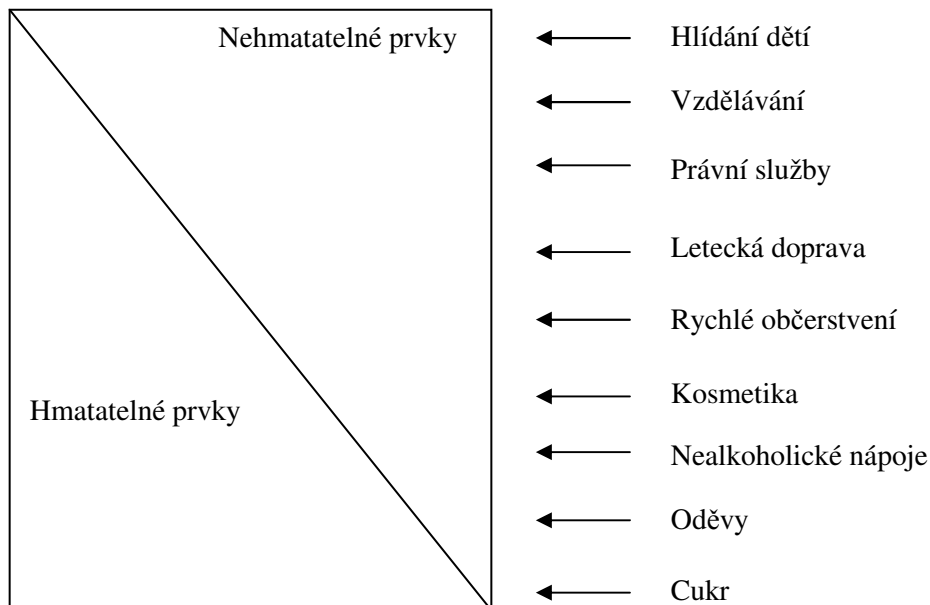 Nehmatatelné prvky
Hlídání dětí
Vzdělávání
Právní služby
Letecká doprava
Rychlé občerstvení
Kosmetika
Hmatatelné prvky
Nealkoholické nápoje
Oděvy
Cukr